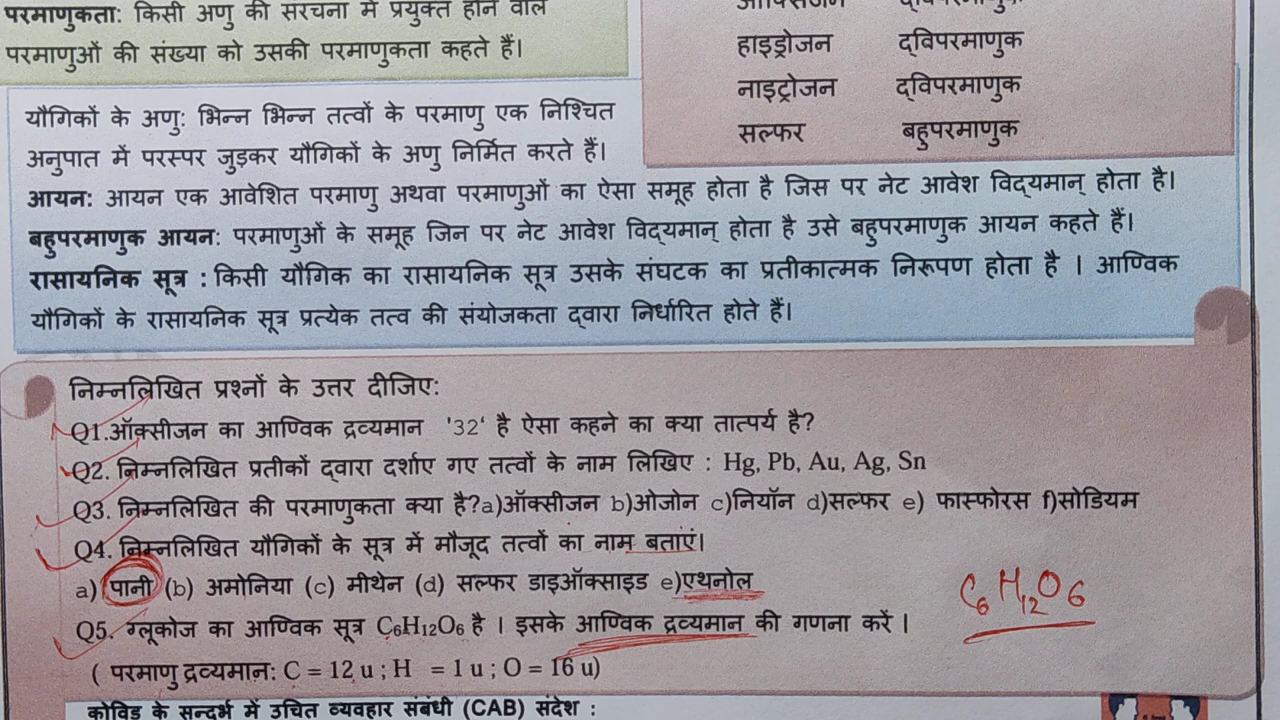 परमाणुकता: किसी अणु की संरचना में प्रयुक्त होने वाले
परमाणुओं की संख्या को उसकी परमाणुकता कहते हैं।
ऑक्सिजन द्विपरमाणुक
हाइड्रोजन द्विपरमाणुक
नाइट्रोजन द्विपरमाणुक
सल्फर बहुपरमाणुक
यौगिकों के अणु: भिन्न भिन्न तत्वों के परमाणु एक निश्चित
अनुपात में परस्पर जुड़कर यौगिकों के अणु निर्मित करते हैं।
आयन: आयन एक आवेशित परमाणु अथवा परमाणुओं का ऐसा समूह होता है जिस पर नेट आवेश विद्यमान् होता है।
बहुपरमाणुक आयन: परमाणुओं के समूह जिन पर नेट आवेश विद्यमान् होता है उसे बहुपरमाणुक आयन कहते हैं।
रासायनिक सूत्र : किसी यौगिक का रासायनिक सूत्र उसके संघटक का प्रतीकात्मक निरूपण होता है । आण्विक
यौगिकों के रासायनिक सूत्र प्रत्येक तत्व की संयोजकता द्वारा निर्धारित होते हैं।
निम्नलिखित प्रश्नों के उत्तर दीजिए:
Q1.ऑक्सीजन का आण्विक द्रव्यमान '32' है ऐसा कहने का क्या तात्पर्य है?
Q2. निम्नलिखित प्रतीकों द्वारा दर्शाए गए तत्वों के नाम लिखिए : Hg, Pb, Au, Ag, Sn
Q3. निम्नलिखित की परमाणुकता क्या है?a)ऑक्सीजन b)ओजोन c)नियॉन d)सल्फर e) फास्फोरस f)सोडियम
Q4. निम्नलिखित यौगिकों के सूत्र में मौजूद तत्वों का नाम बताएं।
a) पानी (b) अमोनिया (c) मीथेन (d) सल्फर डाइऑक्साइड e)एथनोल
Q5. ग्लूकोज का आण्विक सूत्र C₆H₁₂O₆ है । इसके आण्विक द्रव्यमान की गणना करें ।
C₆H₁₂O6
( परमाणु द्रव्यमान: C = 12 u ; H = 1 u ; O = 16 u)
कोविड के सन्दर्भ में उचित व्यवहार संबंधी (CAB) संदेश :